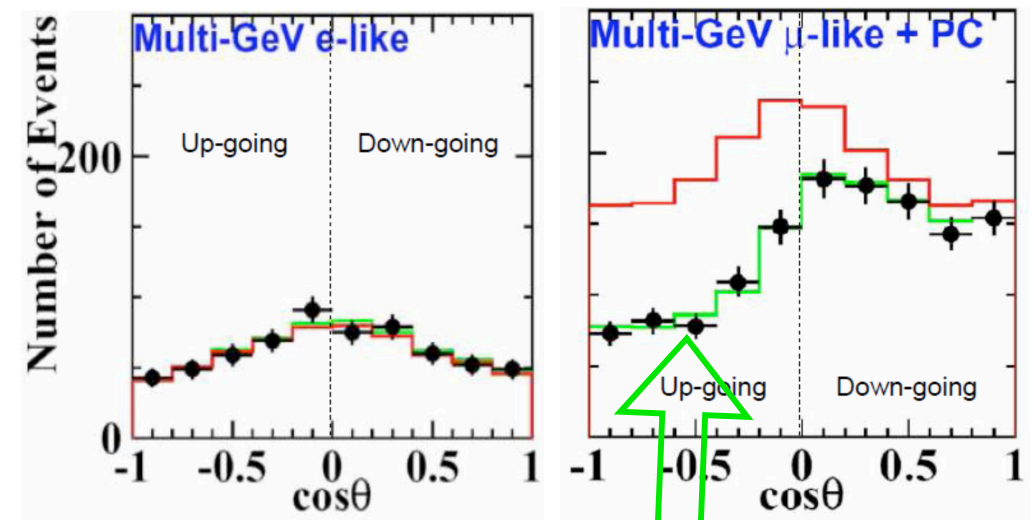 Multi-GeV e-like
Up-going
Down-going
Number of Events
200
0
-1
-0.5
0
0.5
1
cosθ
Multi-GeV μ-like + PC
Up-going
Down-going
-1
-0.5
0
0.5
1
cosθ